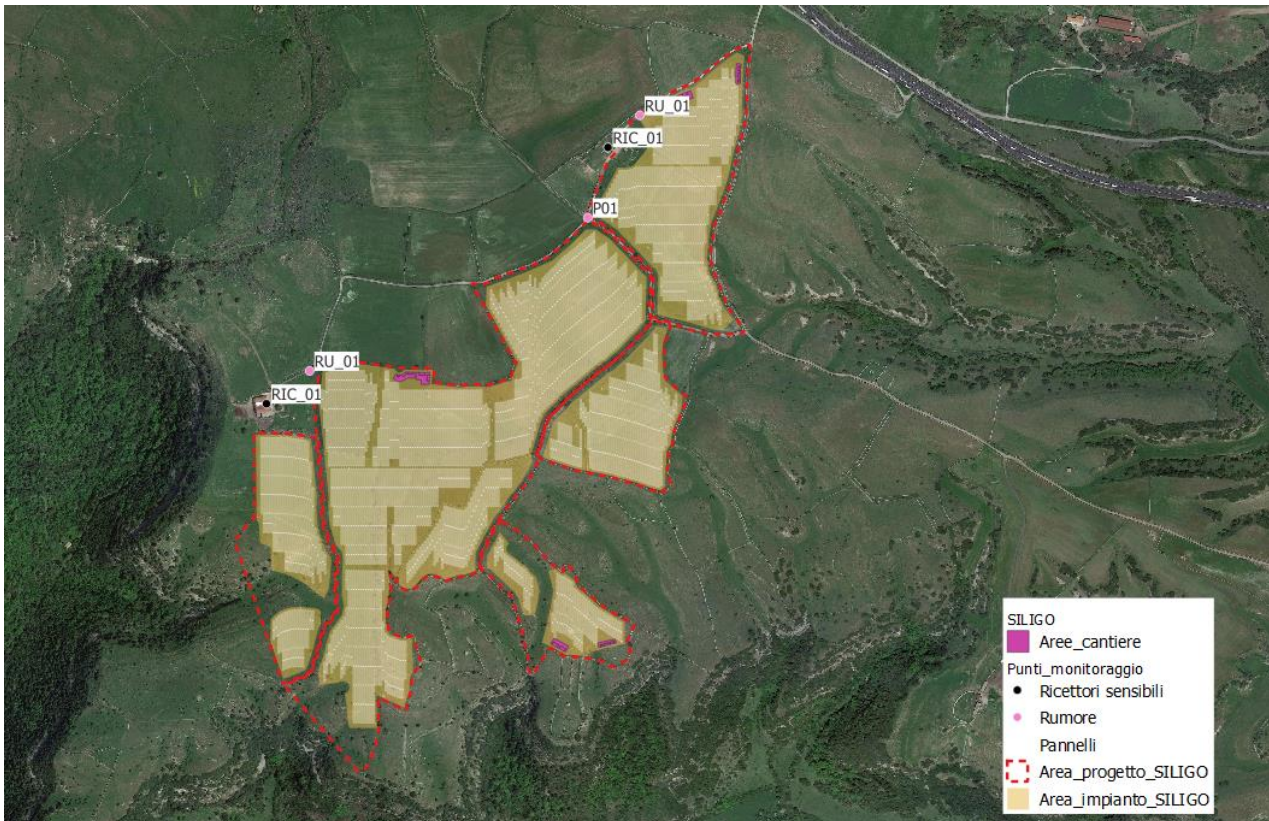 RU_01
RIC_01
P01
RU_01
RIC_01
SILIGO
Aree_cantiere
Punti_monitoraggio
Ricettori sensibili
Rumore
Pannelli
Area_progetto_SILIGO
Area_impianto_SILIGO